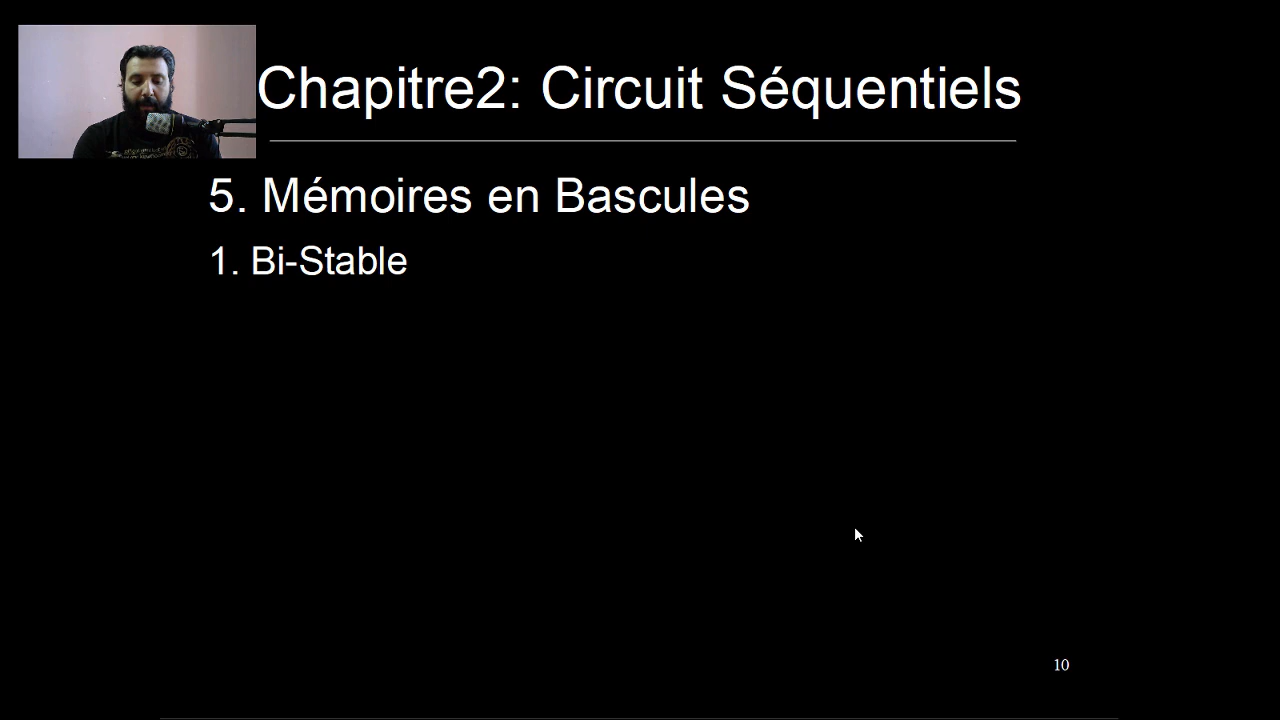 Chapitre2: Circuit Séquentiels
5. Mémoires en Bascules
1. Bi-Stable
10